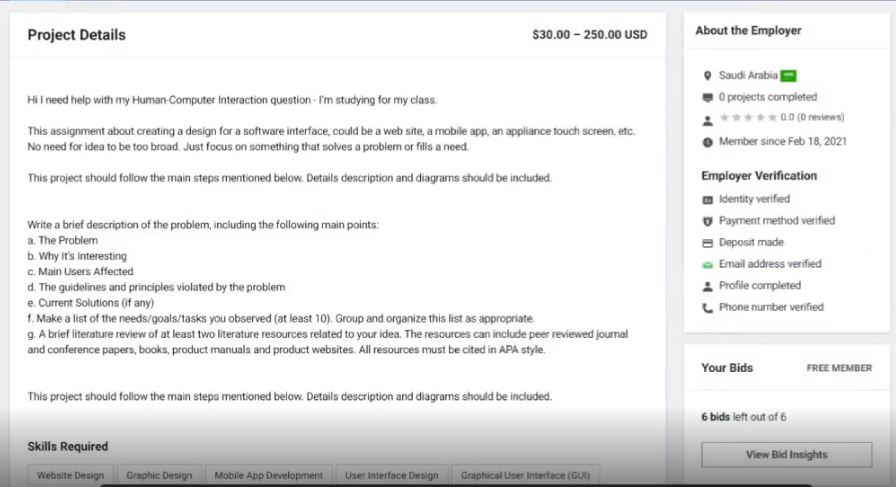 Project Details
$30.00 – 250.00 USD
Hi I need help with my Human-Computer Interaction question - I'm studying for my class.
This assignment about creating a design for a software interface, could be a web site, a mobile app, an appliance touch screen, etc.
No need for idea to be too broad. Just focus on something that solves a problem or fills a need.
This project should follow the main steps mentioned below. Details description and diagrams should be included.
Write a brief description of the problem, including the following main points:
a. The Problem
b. Why It's Interesting
c. Main Users Affected
d. The guidelines and principles violated by the problem
e. Current Solutions (if any)
f. Make a list of the needs/goals/tasks you observed (at least 10). Group and organize this list as appropriate.
g. A brief literature review of at least two literature resources related to your idea. The resources can include peer reviewed journal
and conference papers, books, product manuals and product websites. All resources must be cited in APA style.
This project should follow the main steps mentioned below. Details description and diagrams should be included.
Skills Required
Website Design
Graphic Design
Mobile App Development
User Interface Design
Graphical User Interface (GUI)
About the Employer
Saudi Arabia
0 projects completed
0.0 (0 reviews)
Member since Feb 18, 2021
Employer Verification
Identity verified
Payment method verified
Deposit made
Email address verified
Profile completed
Phone number verified
Your Bids
FREE MEMBER
6 bids left out of 6
View Bid Insights